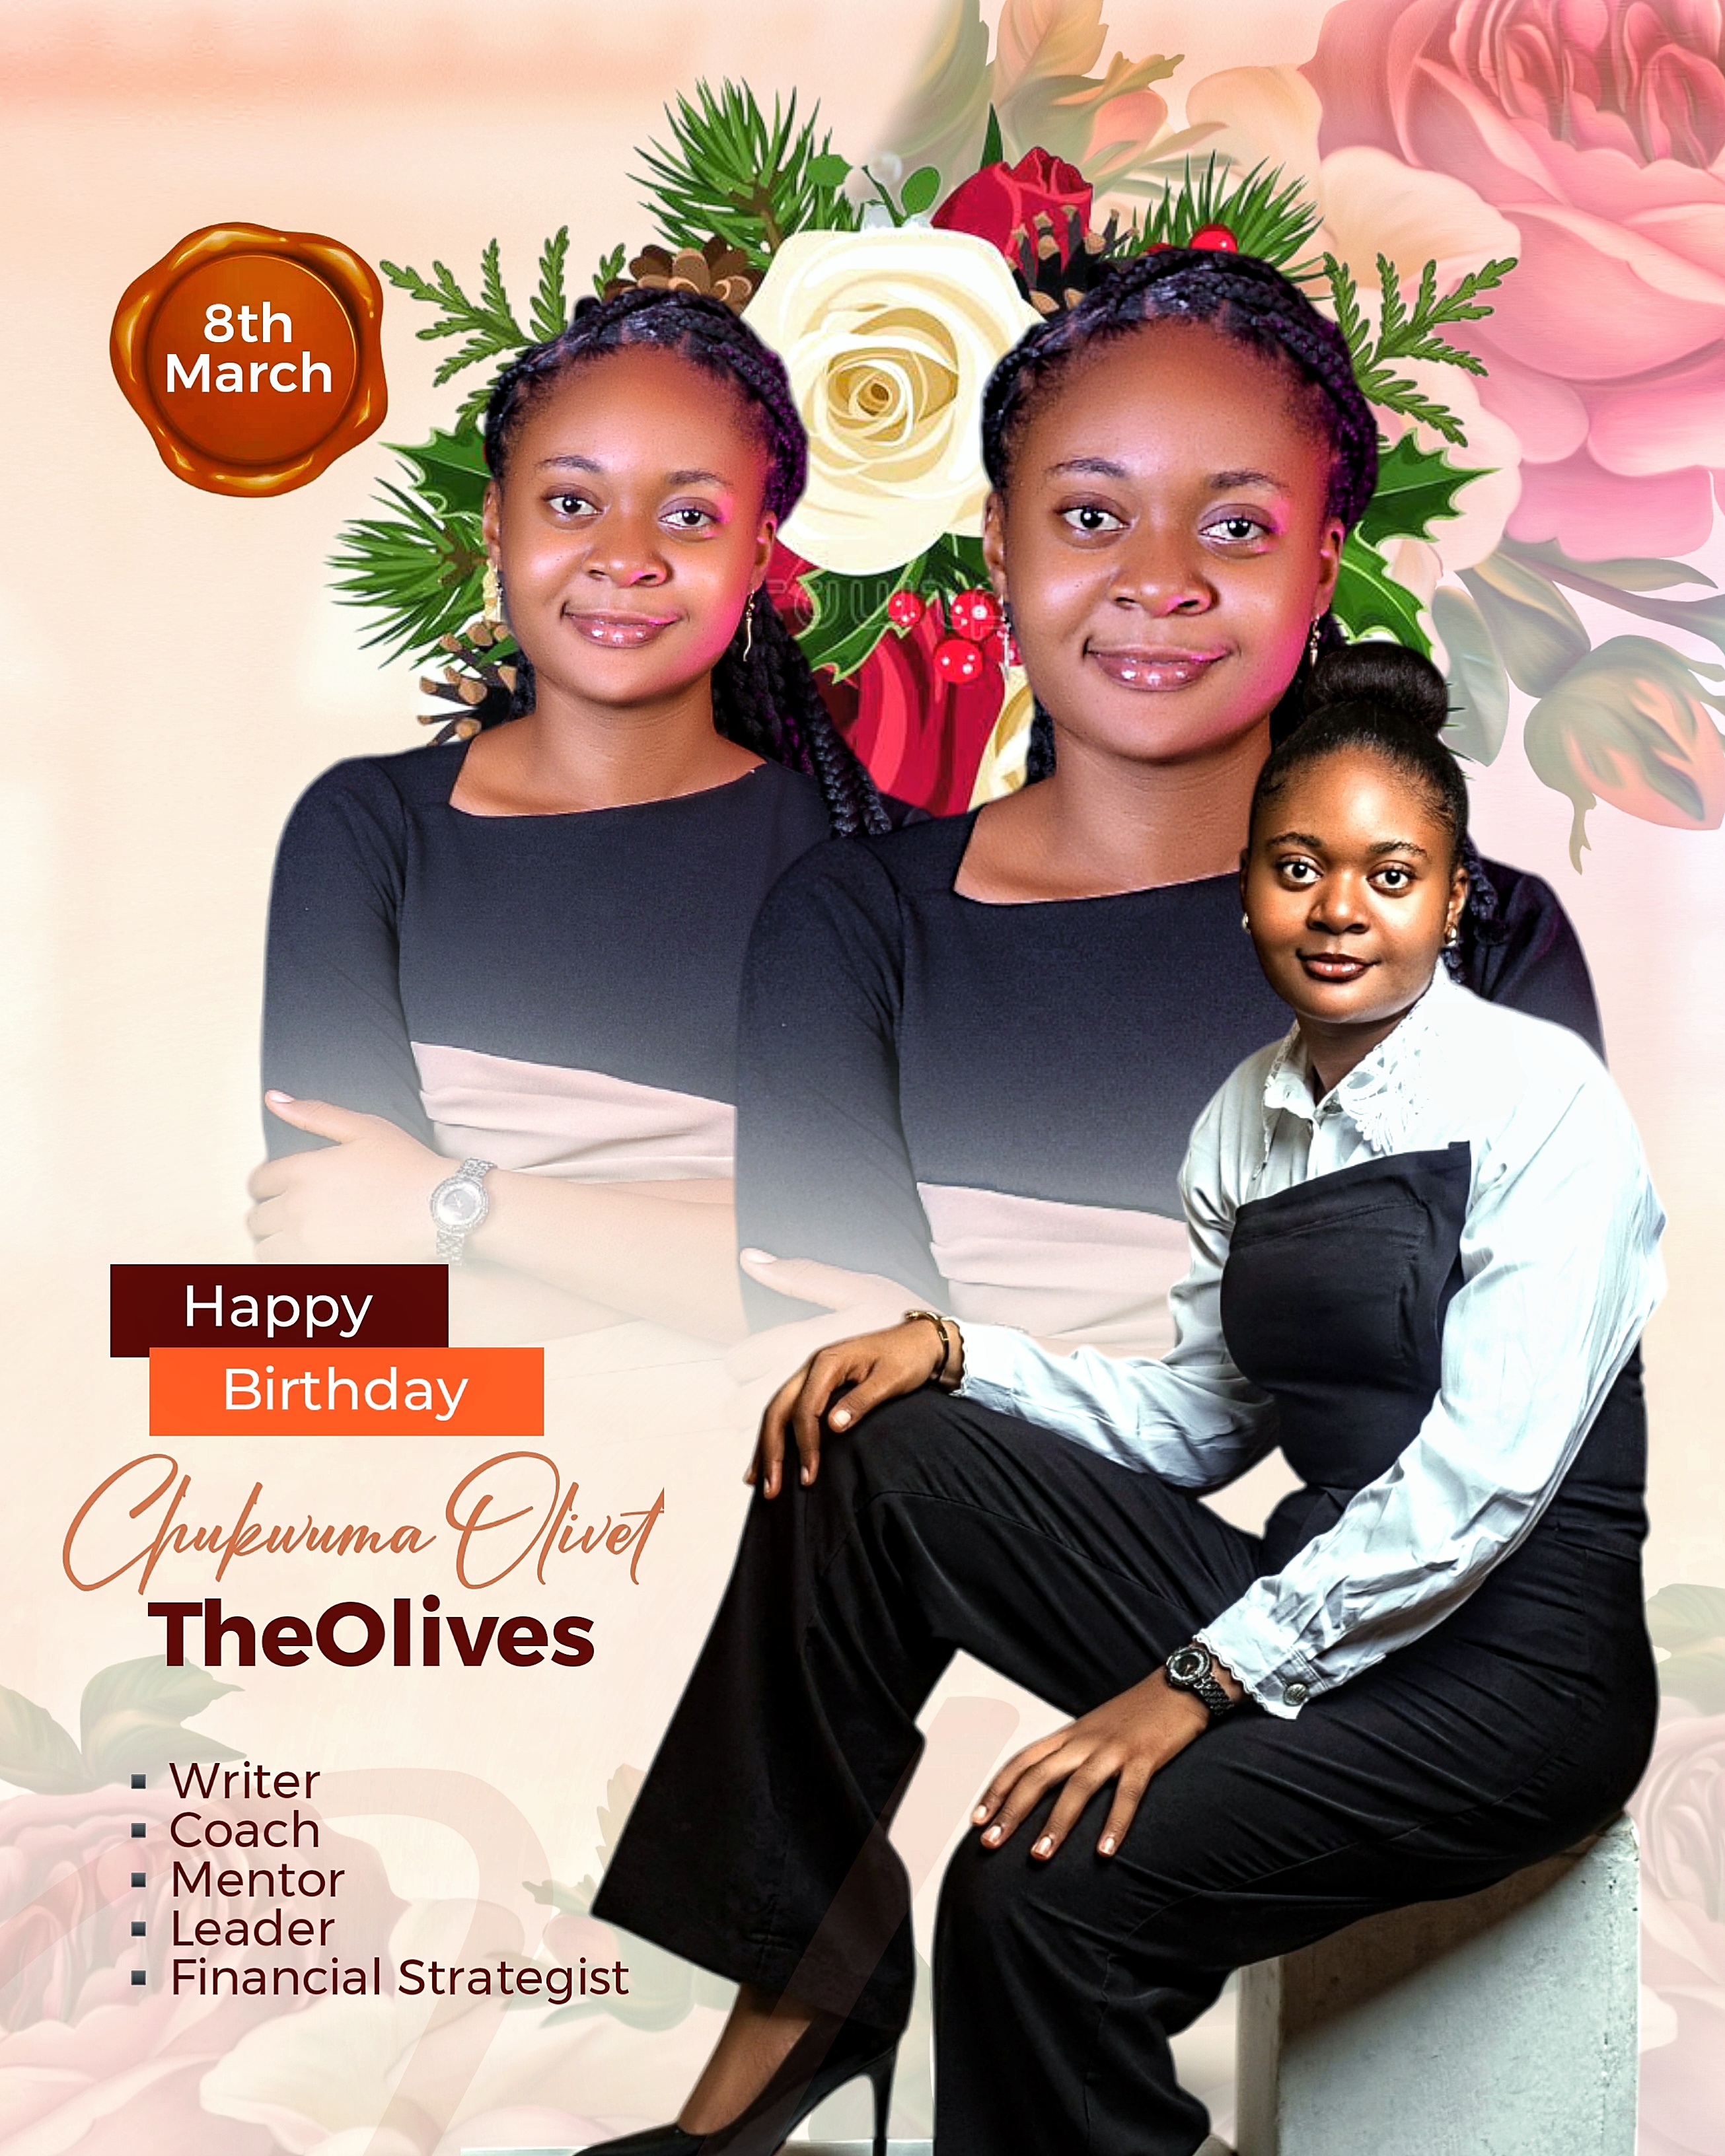 8th
March
Happy
Birthday
Chukwuma Olivet
TheOlives
▪ Writer
▪ Coach
▪ Mentor
▪ Leader
▪ Financial Strategist